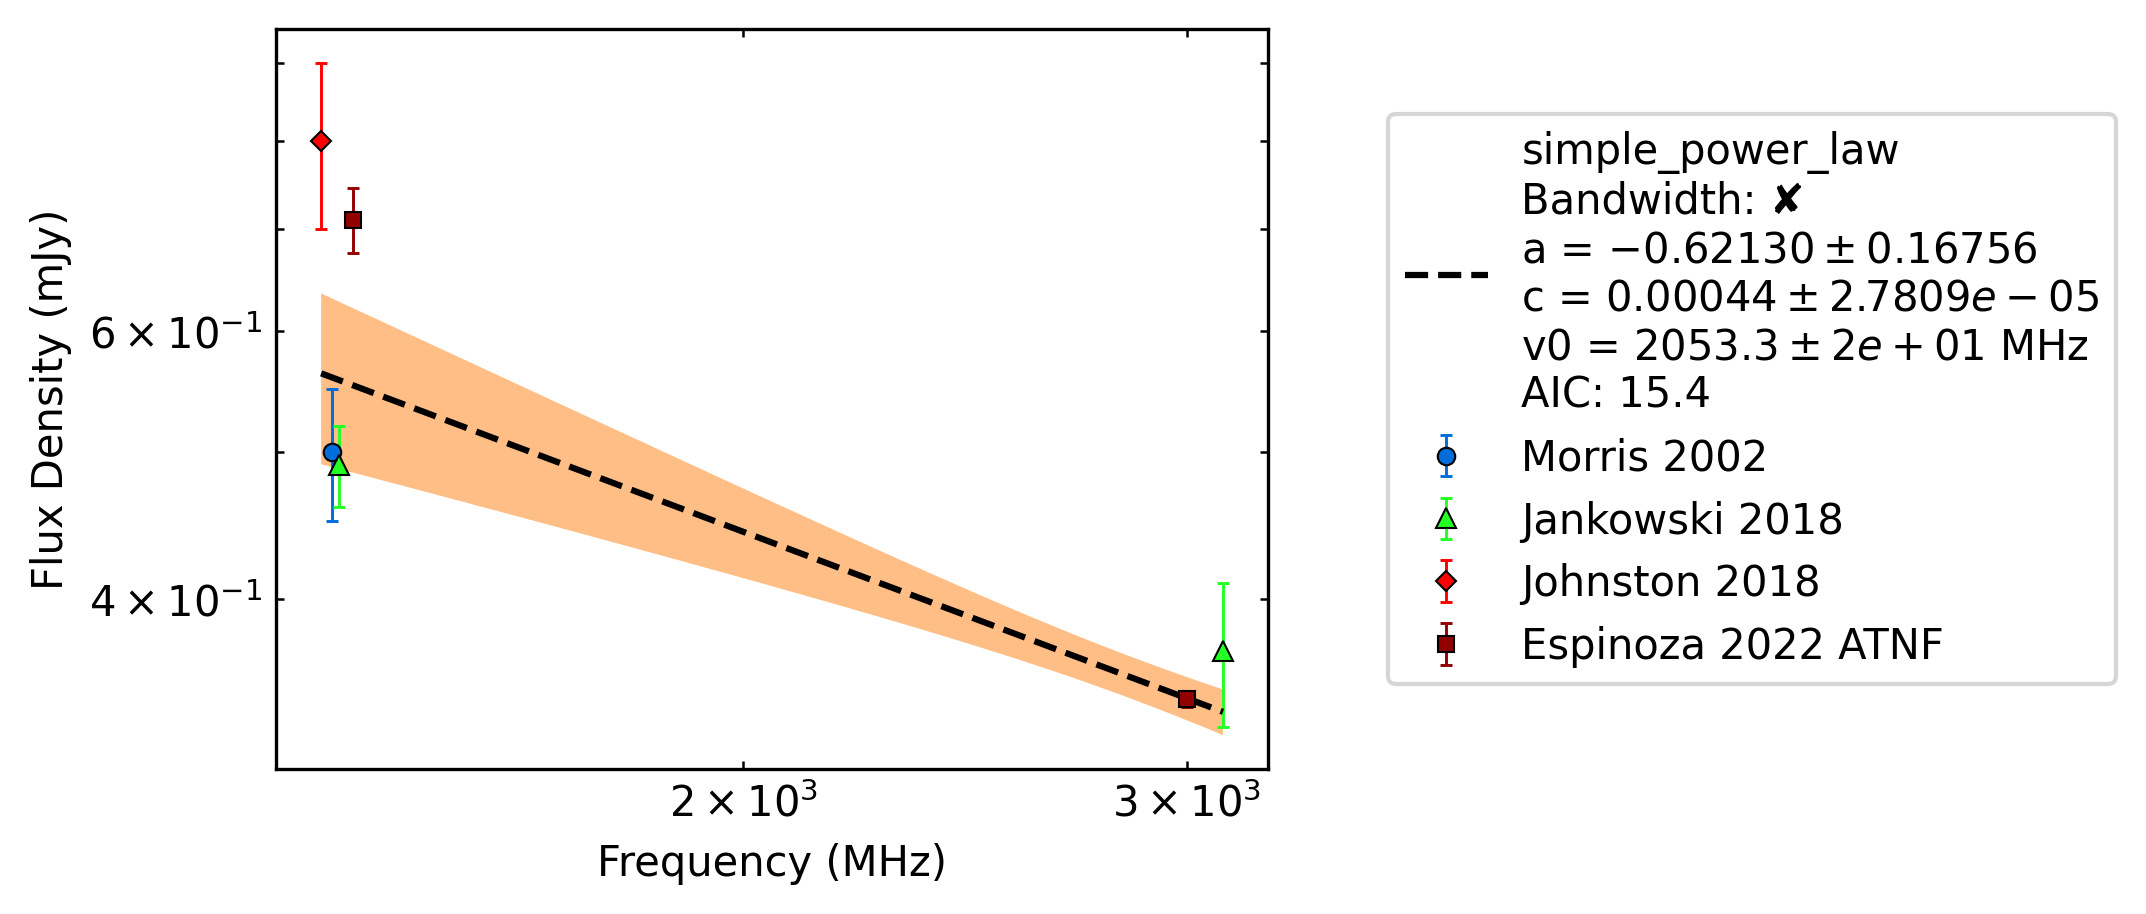 Flux Density (mJy)
6 × 10⁻¹
4 × 10⁻¹
2 × 10³
3 × 10³
Frequency (MHz)
simple_power_law
Bandwidth: ✘
a = −0.62130 ± 0.16756
c = 0.00044 ± 2.7809e − 05
v0 = 2053.3 ± 2e + 01 MHz
AIC: 15.4
Morris 2002
Jankowski 2018
Johnston 2018
Espinoza 2022 ATNF